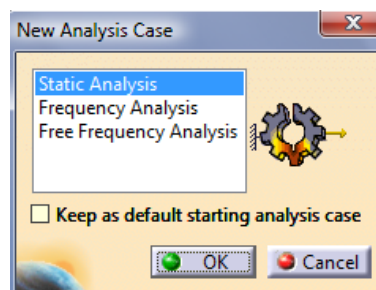 New Analysis Case
Static Analysis
Frequency Analysis
Free Frequency Analysis
Keep as default starting analysis case
OK
Cancel